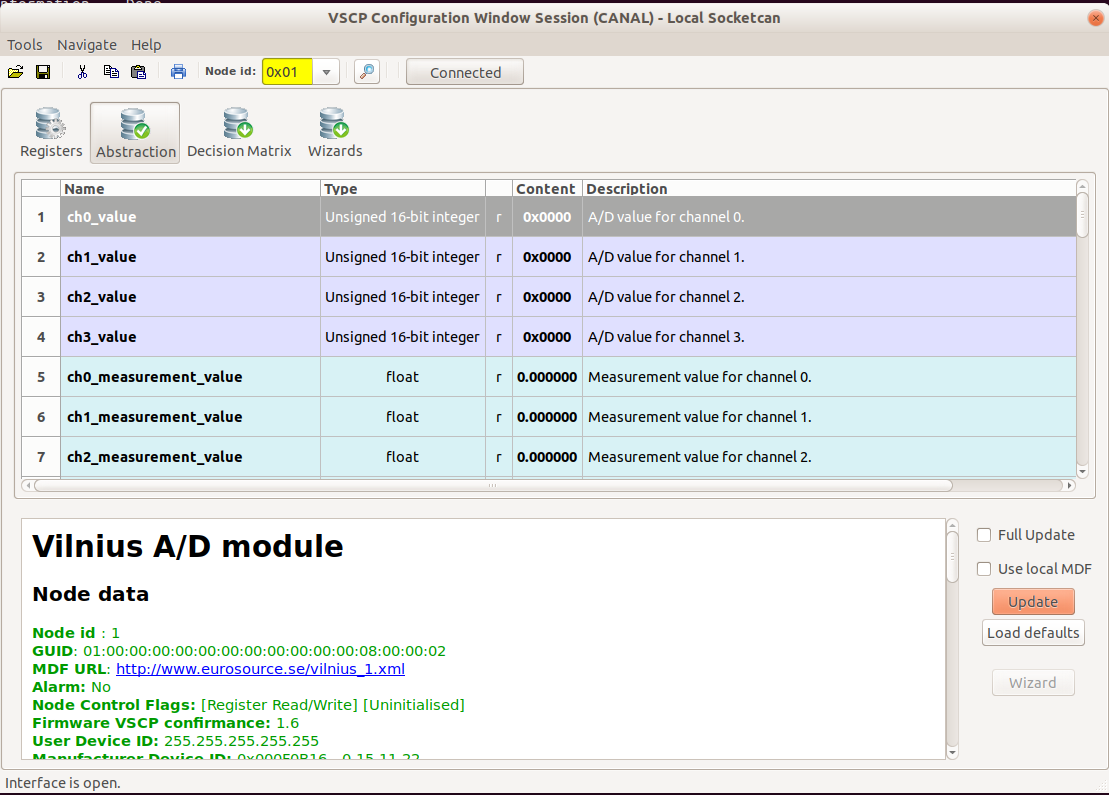 VSCP Configuration Window Session (CANAL) - Local Socketcan
Tools Navigate Help
Node id: 0x01 Connected
Registers Abstraction Decision Matrix Wizards
Name Type Content Description
1 ch0_value Unsigned 16-bit integer r 0x0000 A/D value for channel 0.
2 ch1_value Unsigned 16-bit integer r 0x0000 A/D value for channel 1.
3 ch2_value Unsigned 16-bit integer r 0x0000 A/D value for channel 2.
4 ch3_value Unsigned 16-bit integer r 0x0000 A/D value for channel 3.
5 ch0_measurement_value float r 0.000000 Measurement value for channel 0.
6 ch1_measurement_value float r 0.000000 Measurement value for channel 1.
7 ch2_measurement_value float r 0.000000 Measurement value for channel 2.
Vilnius A/D module
Node data
Node id : 1
GUID: 01:00:00:00:00:00:00:00:00:00:00:00:08:00:00:02
MDF URL: http://www.eurosource.se/vilnius_1.xml
Alarm: No
Node Control Flags: [Register Read/Write] [Uninitialised]
Firmware VSCP confirmance: 1.6
User Device ID: 255.255.255.255.255
Manufacturer Device ID: 0x000F0B16 - 0.15.11.22
Full Update
Use local MDF
Update
Load defaults
Wizard
Interface is open.